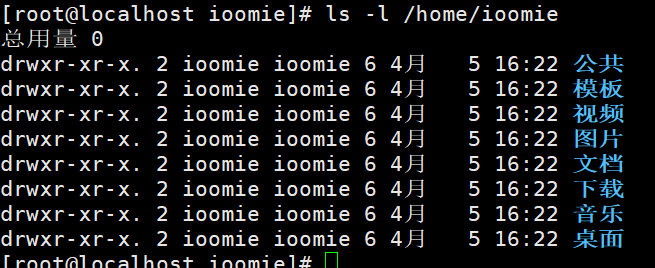 [root@localhost ioomie]# ls -l /home/ioomie
总用量 0
drwxr-xr-x. 2 ioomie ioomie 6 4月   5 16:22 公共
drwxr-xr-x. 2 ioomie ioomie 6 4月   5 16:22 模板
drwxr-xr-x. 2 ioomie ioomie 6 4月   5 16:22 视频
drwxr-xr-x. 2 ioomie ioomie 6 4月   5 16:22 图片
drwxr-xr-x. 2 ioomie ioomie 6 4月   5 16:22 文档
drwxr-xr-x. 2 ioomie ioomie 6 4月   5 16:22 下载
drwxr-xr-x. 2 ioomie ioomie 6 4月   5 16:22 音乐
drwxr-xr-x. 2 ioomie ioomie 6 4月   5 16:22 桌面
[root@localhost ioomie]#